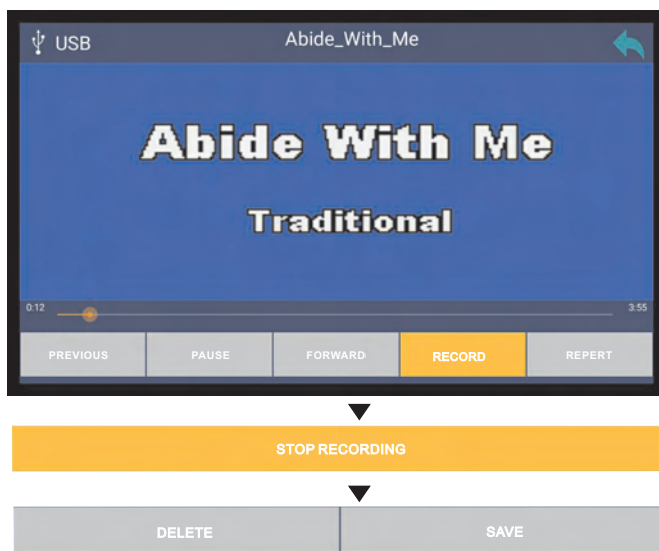 USB Abide_With_Me
Abide With Me
Traditional
0:12 3:55
PREVIOUS PAUSE FORWARD RECORD REPERT
STOP RECORDING
DELETE SAVE